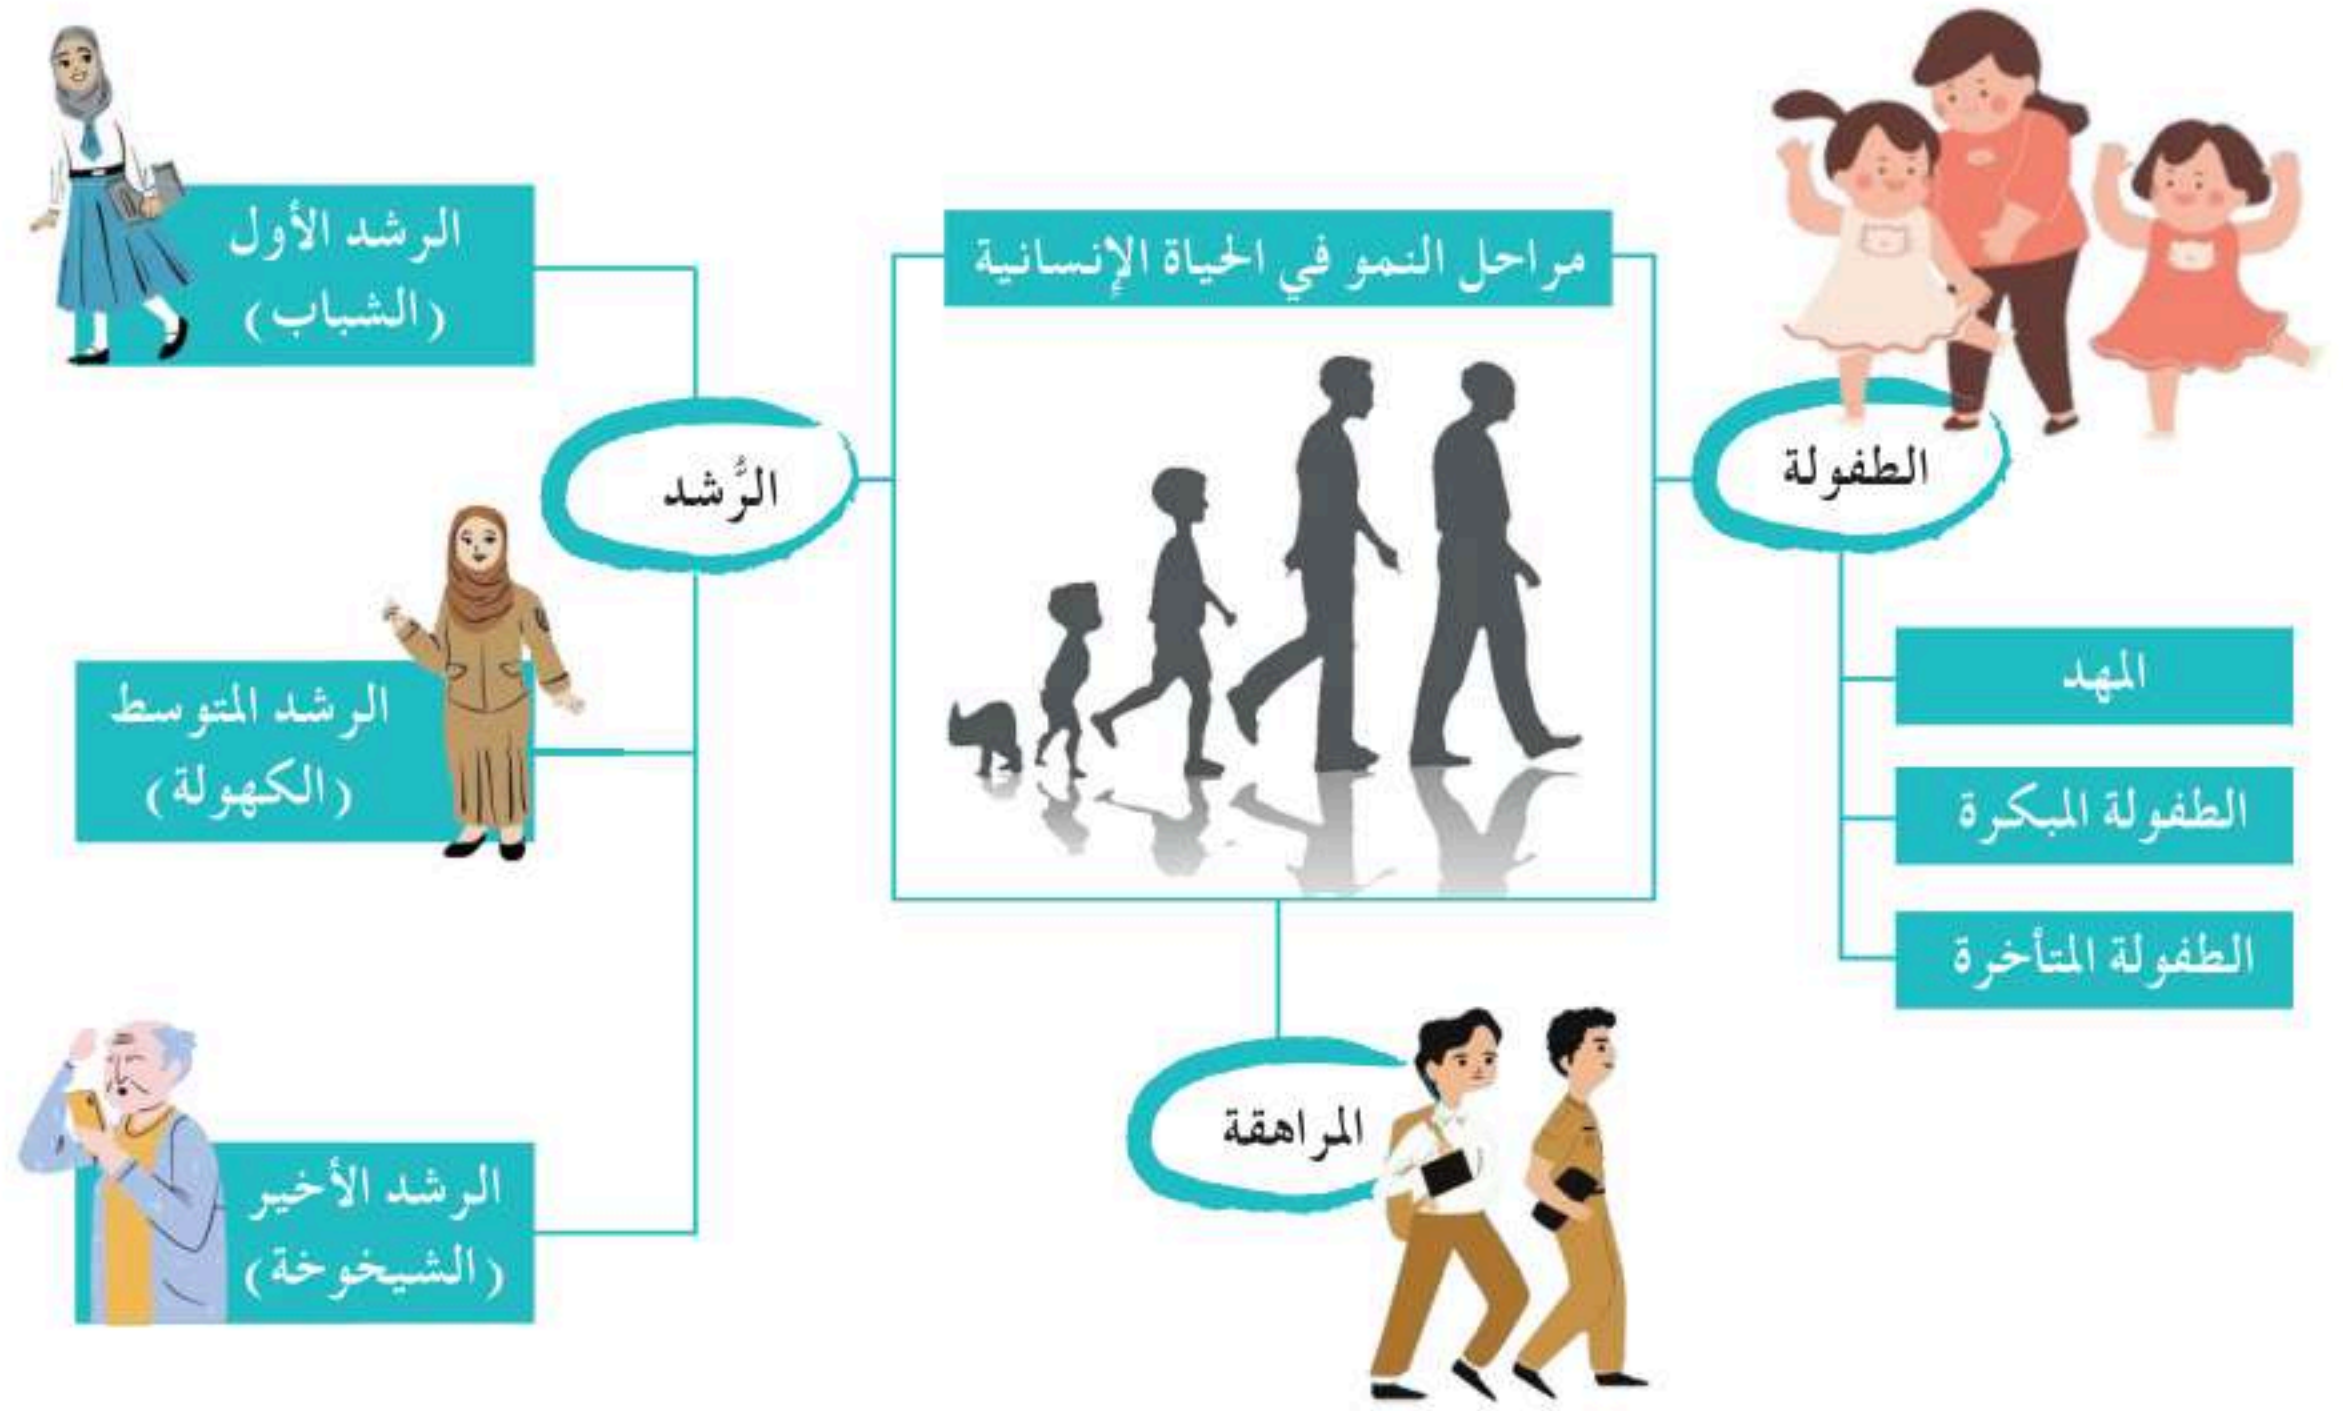 مراحل النمو في الحياة الإنسانية
الطفولة
المهد
الطفولة المبكرة
الطفولة المتأخرة
المراهقة
الرُّشد
الرشد الأول
(الشباب)
الرشد المتوسط
(الكهولة)
الرشد الأخير
(الشيخوخة)